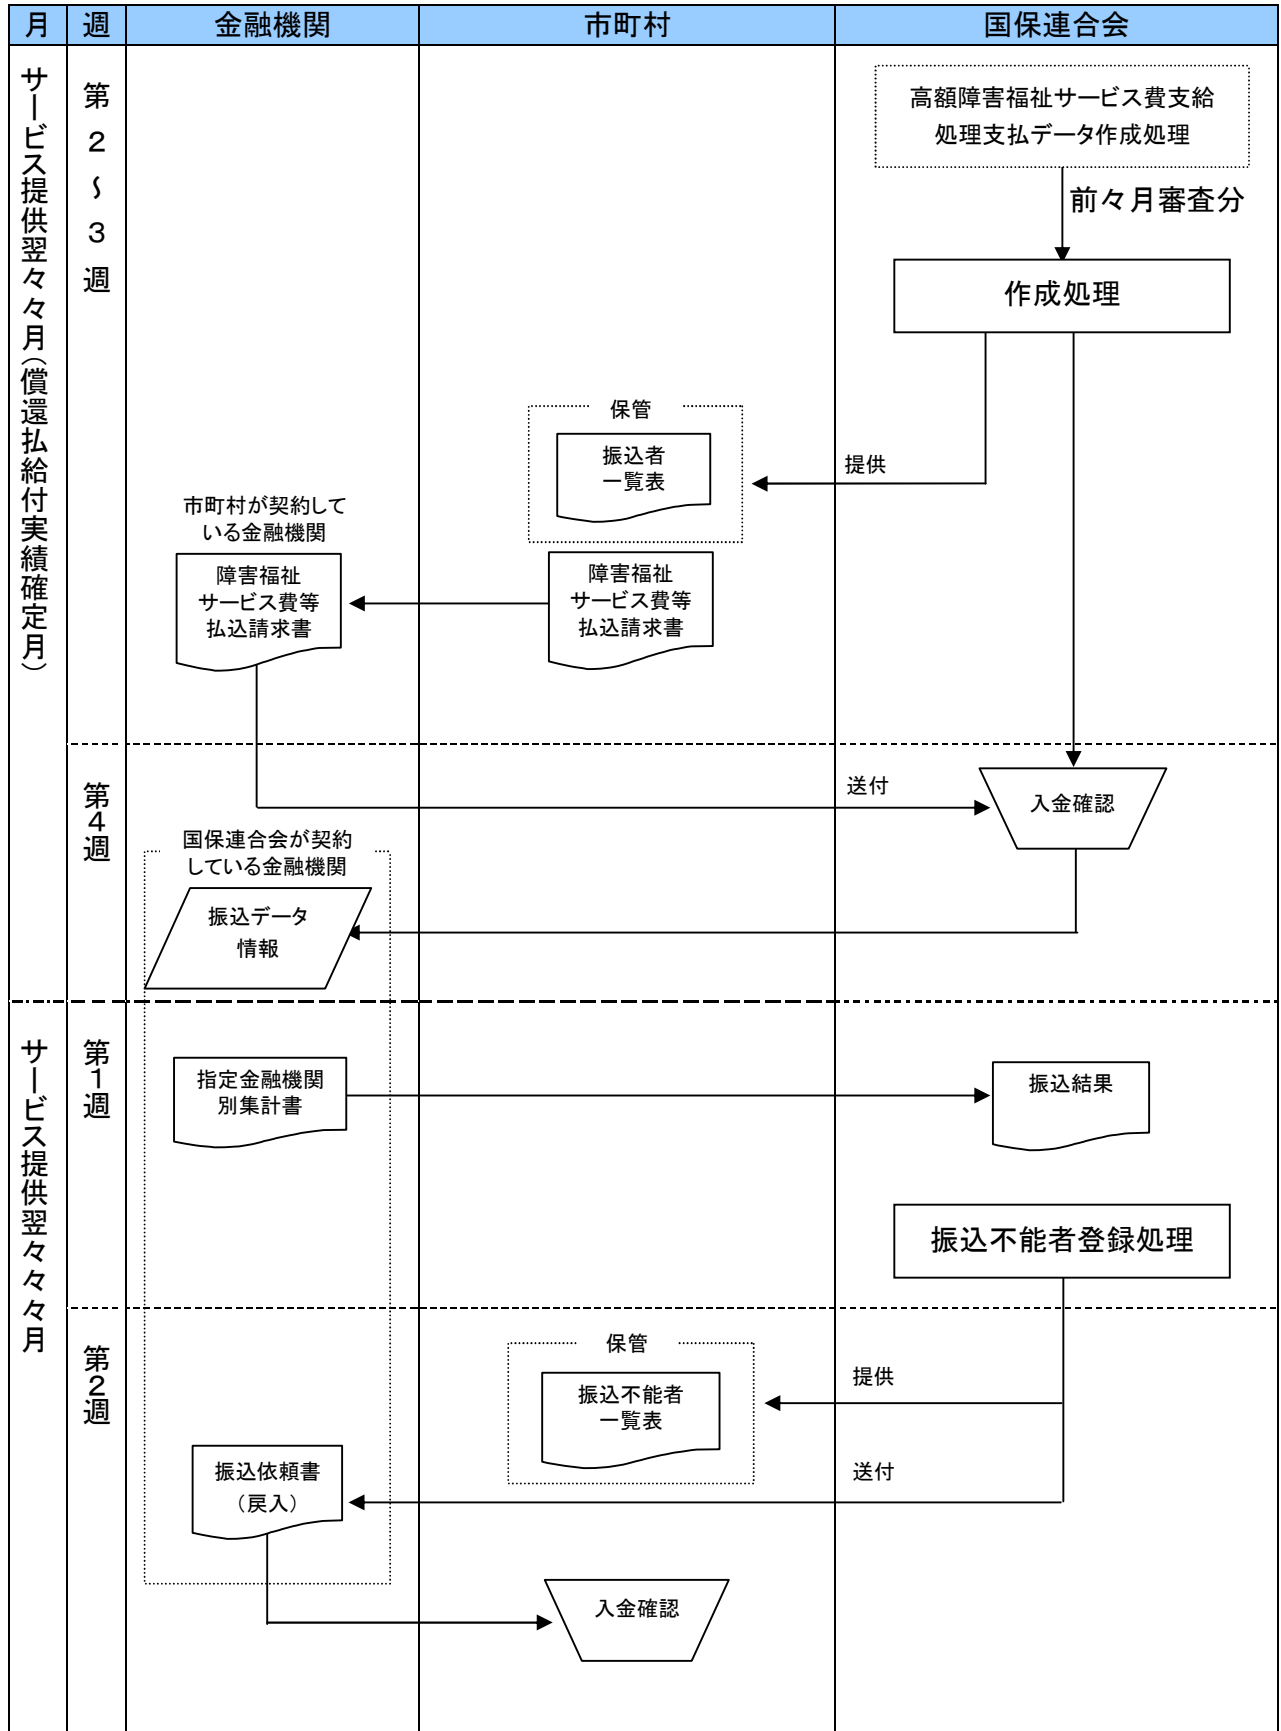 月 週 金融機関 市町村 国保連合会
サービス提供翌々月（償還払給付実績確定月）
第２～３週
高額障害福祉サービス費支給
処理支払データ作成処理
前々月審査分
作成処理
保管
振込者
一覧表
提供
市町村が契約して
いる金融機関
障害福祉
サービス費等
払込請求書
障害福祉
サービス費等
払込請求書
第４週
送付
入金確認
国保連合会が契約
している金融機関
振込データ
情報
サービス提供翌々々月
第１週
指定金融機関
別集計書
振込結果
振込不能者登録処理
第２週
保管
振込不能者
一覧表
提供
振込依頼書
（戻入）
送付
入金確認